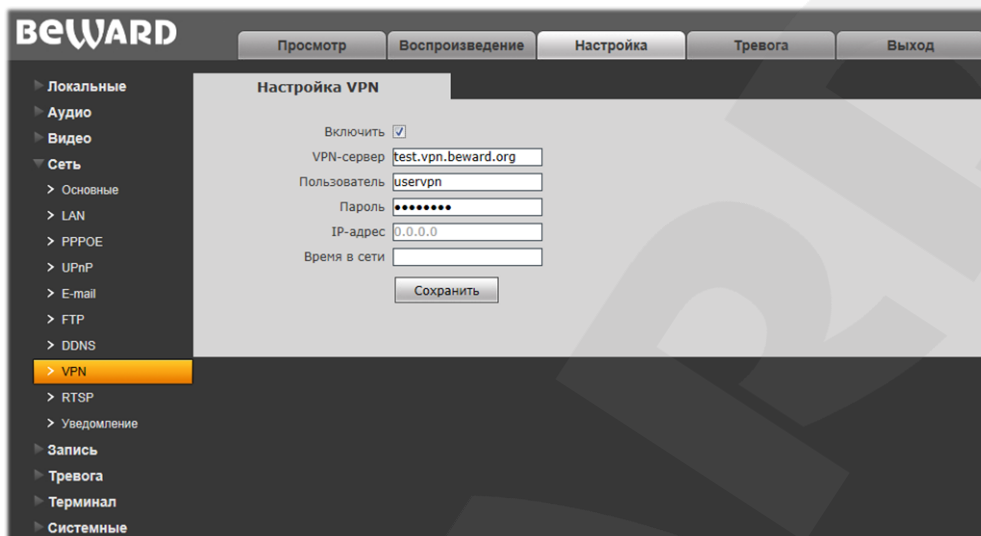 BEWARD
Просмотр Воспроизведение Настройка Тревога Выход
Локальные
Аудио
Видео
Сеть
Основные
LAN
PPPOE
UPnP
E-mail
FTP
DDNS
VPN
RTSP
Уведомление
Запись
Тревога
Терминал
Системные
Настройка VPN
Включить
VPN-сервер test.vpn.beward.org
Пользователь uservpn
Пароль ••••••••
IP-адрес 0.0.0.0
Время в сети
Сохранить